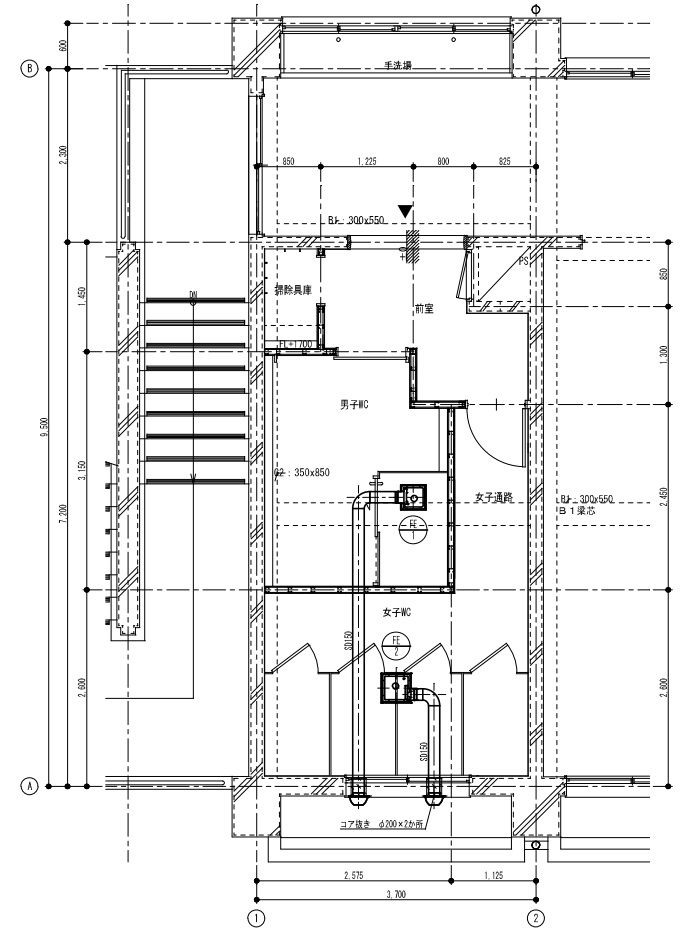 600
B
手洗場
2,300
850
1,225
800
825
B1 : 300x550
PS
850
掃除具庫
前室
DN
1,450
FL+1700
1,300
男子WC
9,500
3,150
7,200
G2 : 350x850
女子通路
2,450
B1 : 300x550
B1梁芯
FE
1
女子WC
FE
2
SD150
2,600
SD150
2,600
A
コア抜き φ200×2か所
2,575
1,125
3,700
1
2